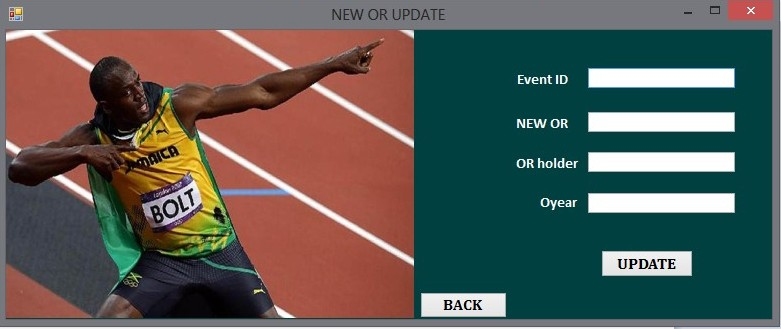 NEW OR UPDATE
JAMAICA
London 2012
BOLT
Event ID
NEW OR
OR holder
Oyear
UPDATE
BACK